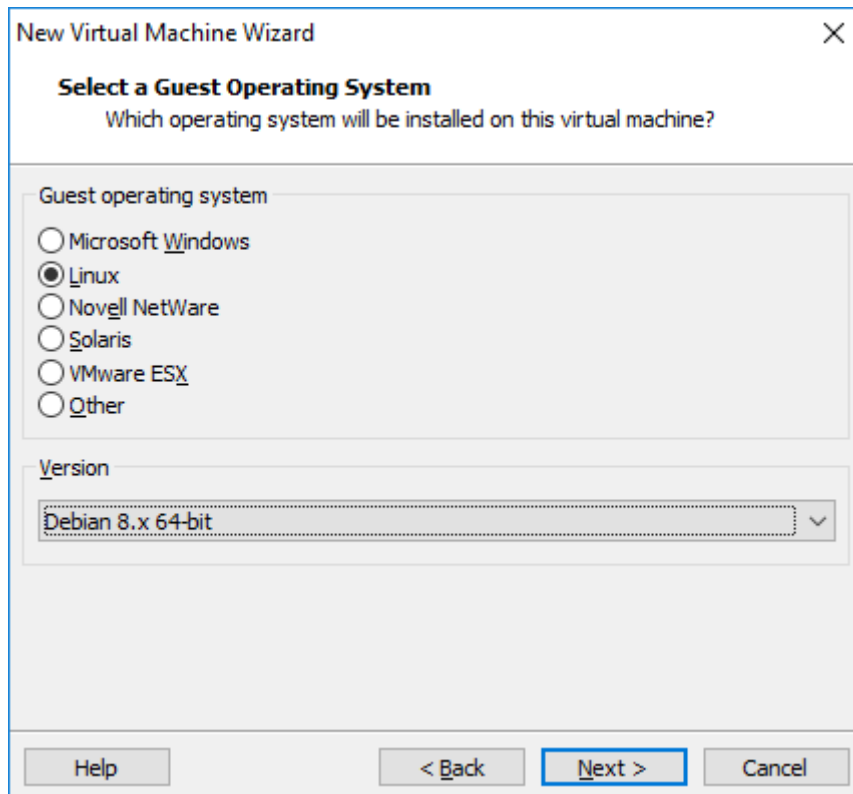 New Virtual Machine Wizard
Select a Guest Operating System
Which operating system will be installed on this virtual machine?
Guest operating system
Microsoft Windows
Linux
Novell NetWare
Solaris
VMware ESX
Other
Version
Debian 8.x 64-bit
Help
< Back
Next >
Cancel